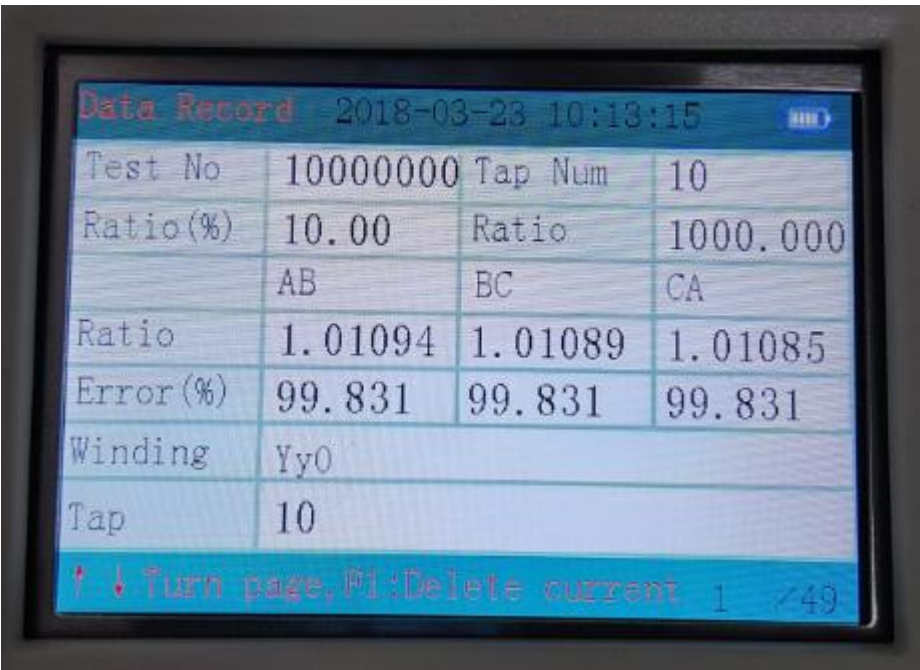 Data Record 2018-03-23 10:13:15
Test No 10000000 Tap Num 10
Ratio(%) 10.00 Ratio 1000.000
AB BC CA
Ratio 1.01094 1.01089 1.01085
Error(%) 99.831 99.831 99.831
Winding Yy0
Tap 10
↑ ↓ Turn page,F1:Delete current 1 /49